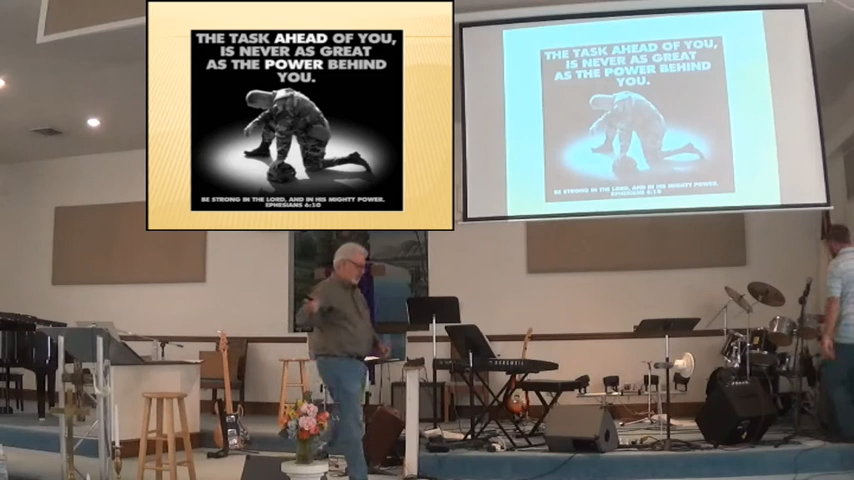 THE TASK AHEAD OF YOU,
IS NEVER AS GREAT
AS THE POWER BEHIND
YOU.
BE STRONG IN THE LORD, AND IN HIS MIGHTY POWER.
EPHESIANS 6:10
THE TASK AHEAD OF YOU,
IS NEVER AS GREAT
AS THE POWER BEHIND
YOU.
BE STRONG IN THE LORD, AND IN HIS MIGHTY POWER.
EPHESIANS 6:10